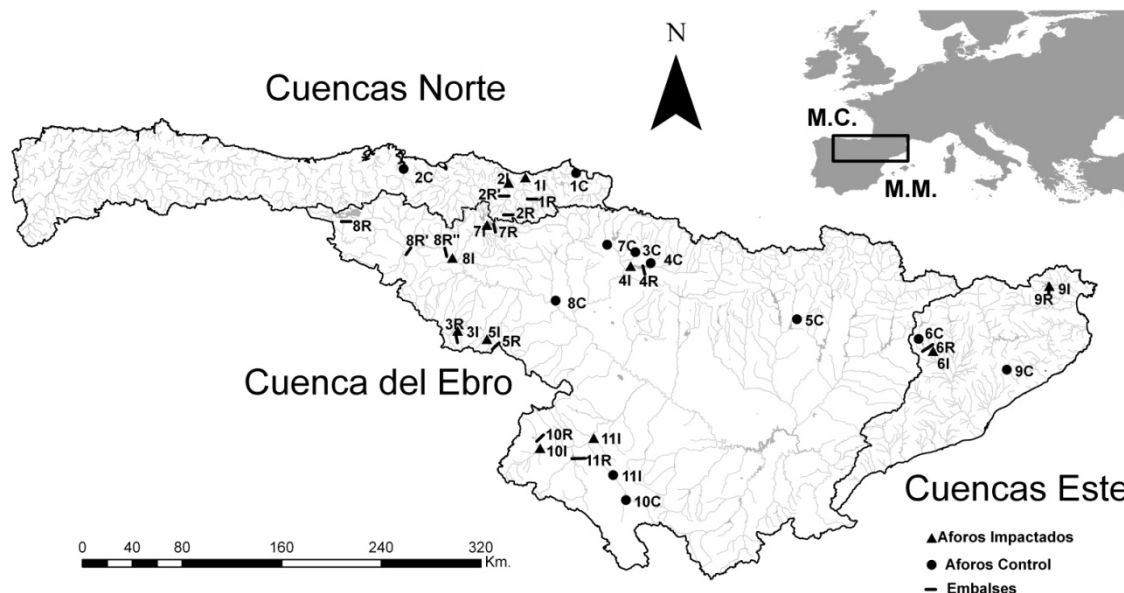 N
Cuencas Norte
M.C.
M.M.
2C
2I
1I
1C
2R'
1R
2R
8R
8R'
8R"
7I
7R
8I
7C
3C
4C
4I
4R
8C
5C
9I
9R
3R
3I
5I
5R
6C
6R
6I
9C
Cuenca del Ebro
10R
10I
11I
11R
11I
10C
Cuencas Este
Aforos Impactados
Aforos Control
Embalses
0 40 80 160 240 320
Km.